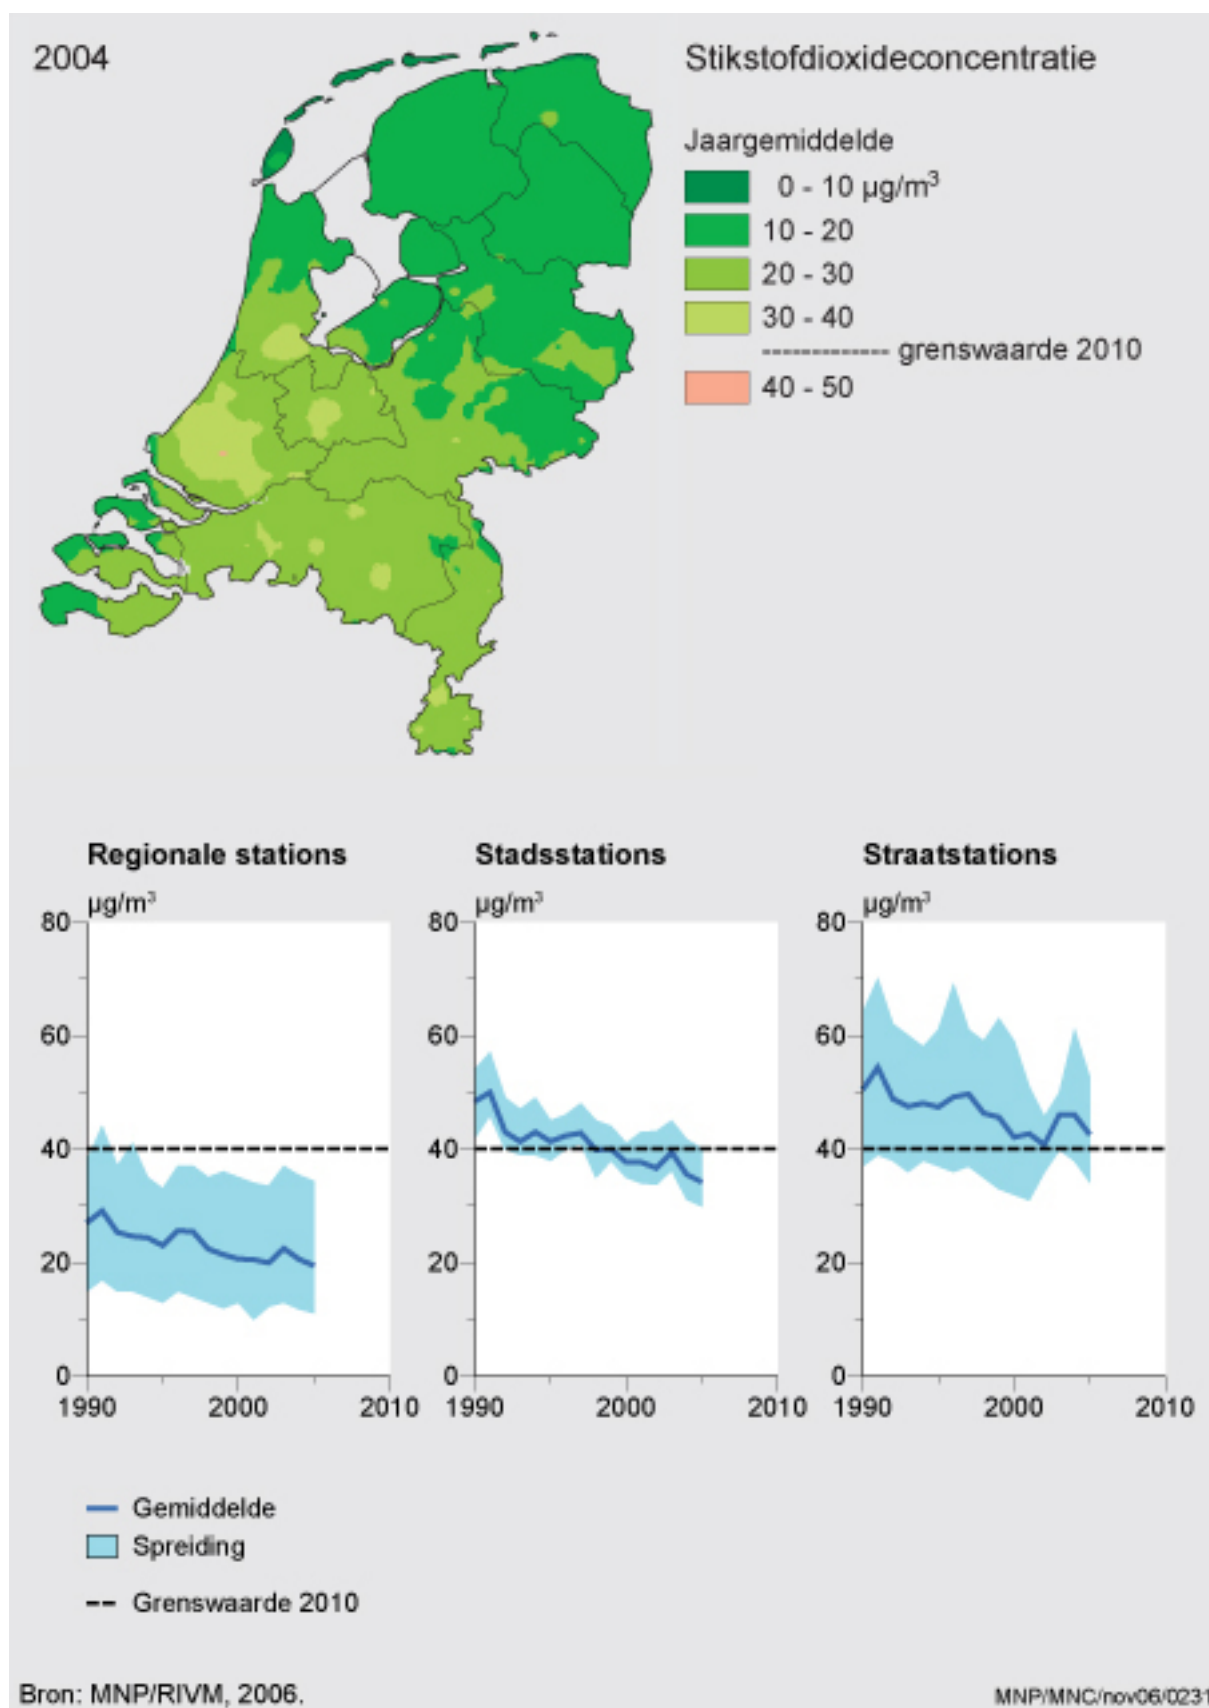 2004
Stikstofdioxideconcentratie
Jaargemiddelde
0 - 10 µg/m³
10 - 20
20 - 30
30 - 40
grenswaarde 2010
40 - 50
Regionale stations
µg/m³
80
60
40
20
0
1990 2000 2010
Stadsstations
µg/m³
80
60
40
20
0
1990 2000 2010
Straatstations
µg/m³
80
60
40
20
0
1990 2000 2010
Gemiddelde
Spreiding
Grenswaarde 2010
Bron: MNP/RIVM, 2006.
MNP/MNC/nov06/0231